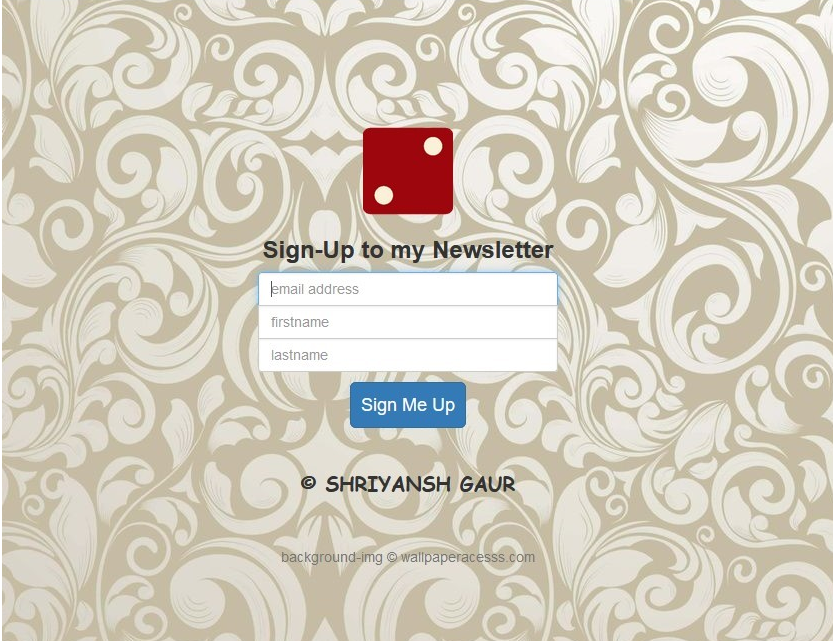 Sign-Up to my Newsletter
email address
firstname
lastname
Sign Me Up
© SHRIYANSH GAUR
background-img © wallpaperacesss.com